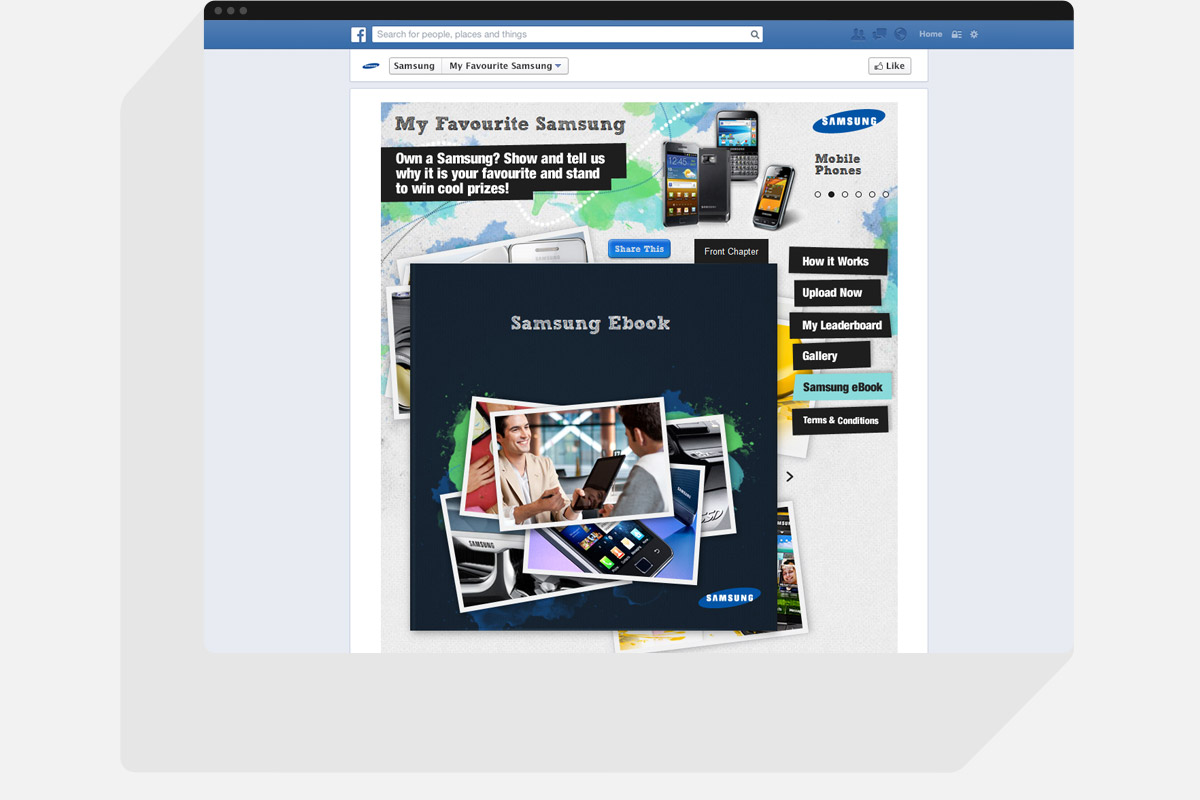 Search for people, places and things
Home
Samsung
My Favourite Samsung
Like
My Favourite Samsung
SAMSUNG
Own a Samsung? Show and tell us
why it is your favourite and stand
to win cool prizes!
Mobile
Phones
Share This
Front Chapter
How it Works
Upload Now
My Leaderboard
Gallery
Samsung eBook
Terms & Conditions
Samsung Ebook
SAMSUNG
SAMSUNG
SAMSUNG